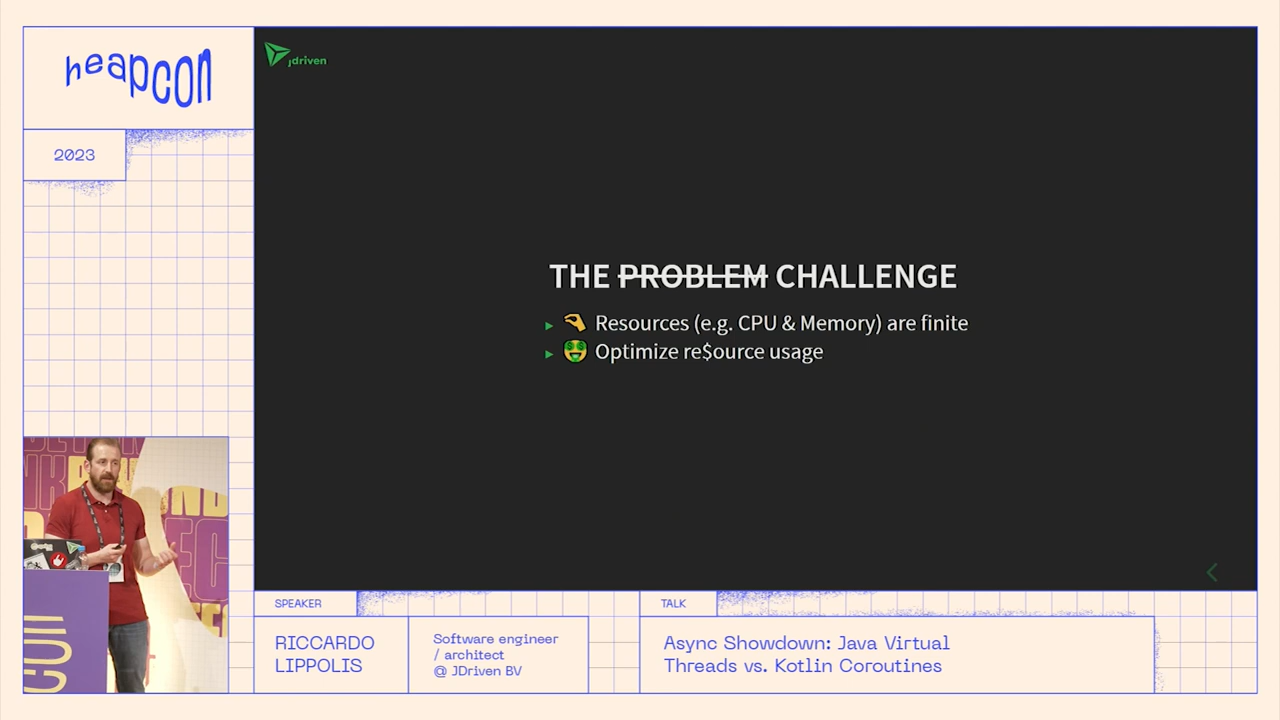 heapcon
2023
jdriven
THE PROBLEM CHALLENGE
Resources (e.g. CPU & Memory) are finite
Optimize re$ource usage
SPEAKER
RICCARDO
LIPPOLIS
Software engineer
/ architect
@ JDriven BV
TALK
Async Showdown: Java Virtual
Threads vs. Kotlin Coroutines